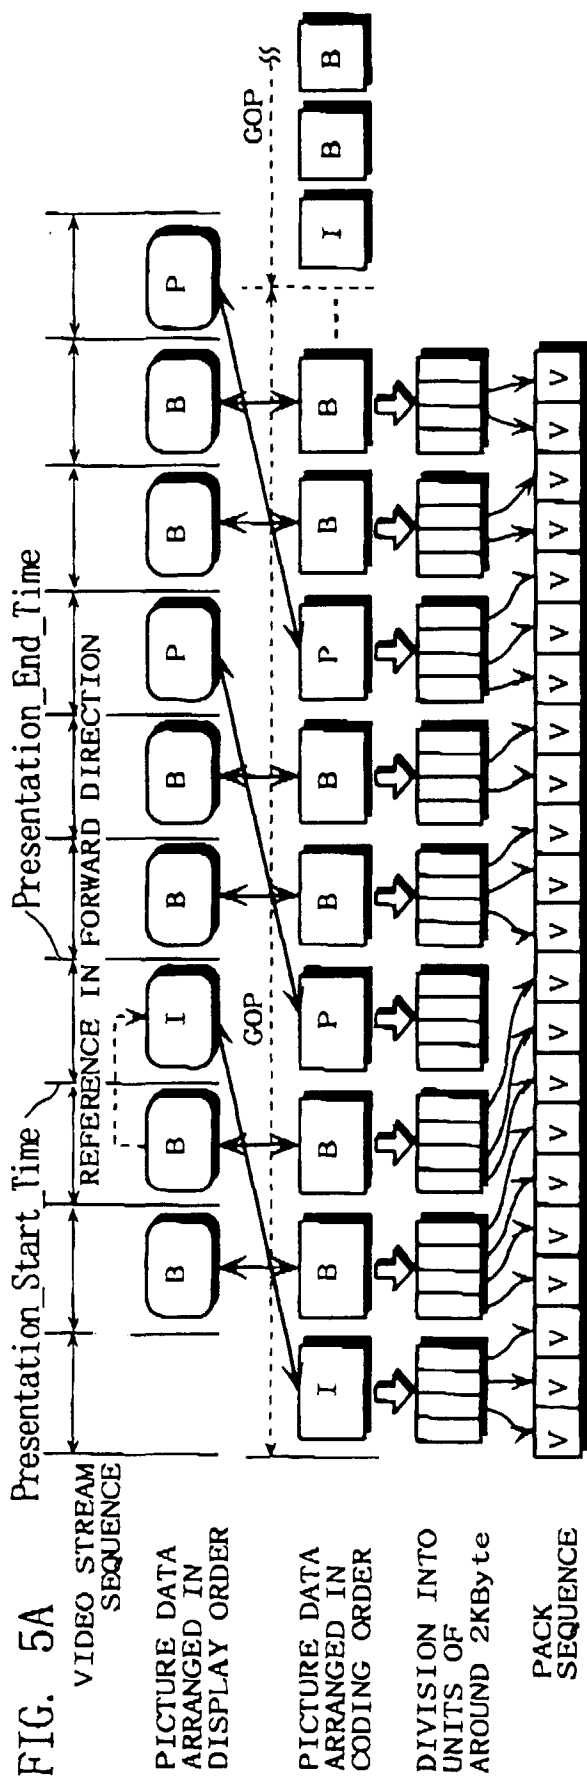 FIG. 5A
Presentation_Start_Time
Presentation_End_Time
VIDEO STREAM
SEQUENCE
REFERENCE IN FORWARD DIRECTION
PICTURE DATA
ARRANGED IN
DISPLAY ORDER
B B I B B P B B P
GOP GOP
PICTURE DATA
ARRANGED IN
CODING ORDER
I B B P B B P B B I B B
DIVISION INTO
UNITS OF
AROUND 2KByte
PACK
SEQUENCE
V V V V V V V V V V V V V V V V V V V V V V